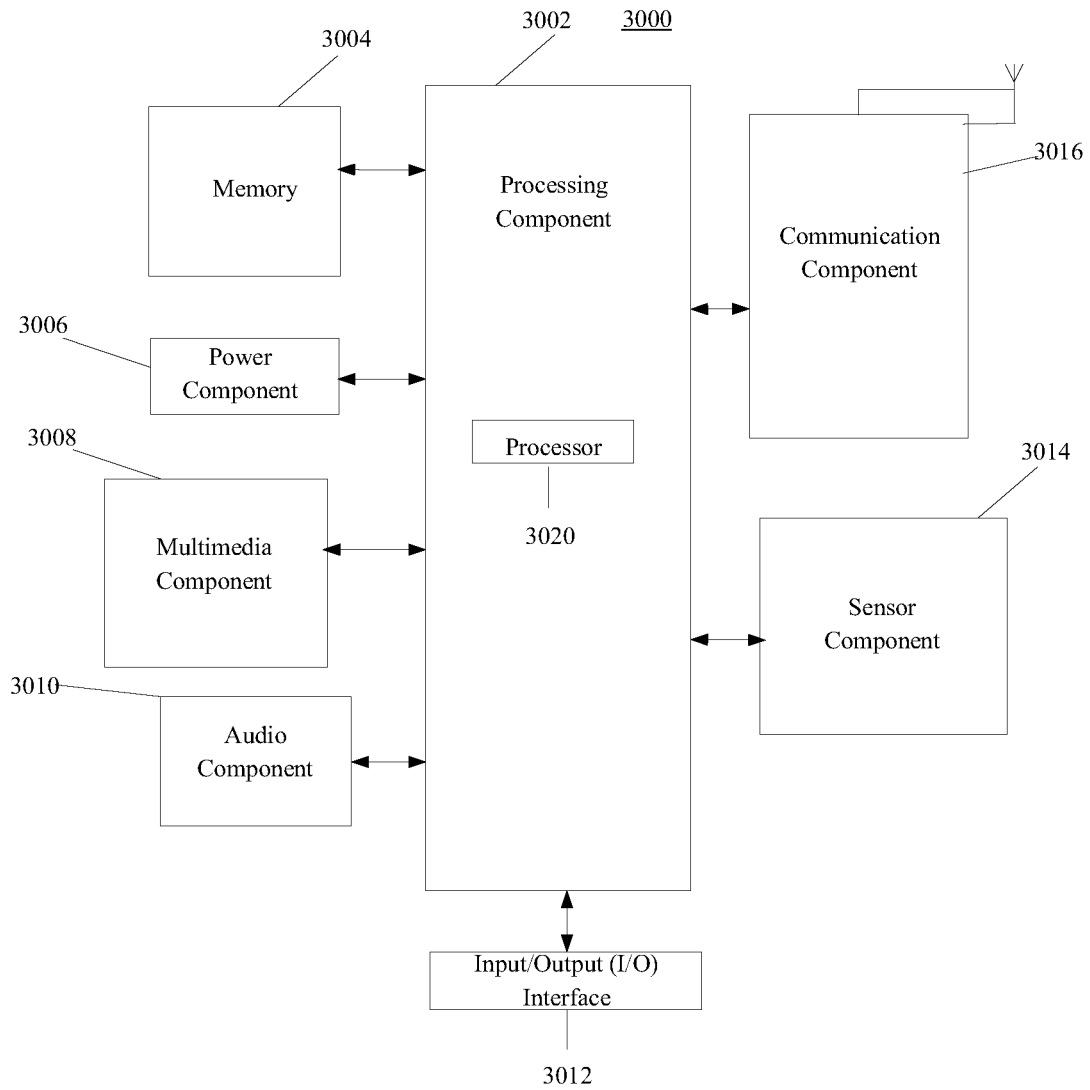 3002
3000
3004
3016
Memory
Processing
Component
Communication
Component
3006
Power
Component
3008
Processor
3020
3014
Multimedia
Component
Sensor
Component
3010
Audio
Component
Input/Output (I/O)
Interface
3012